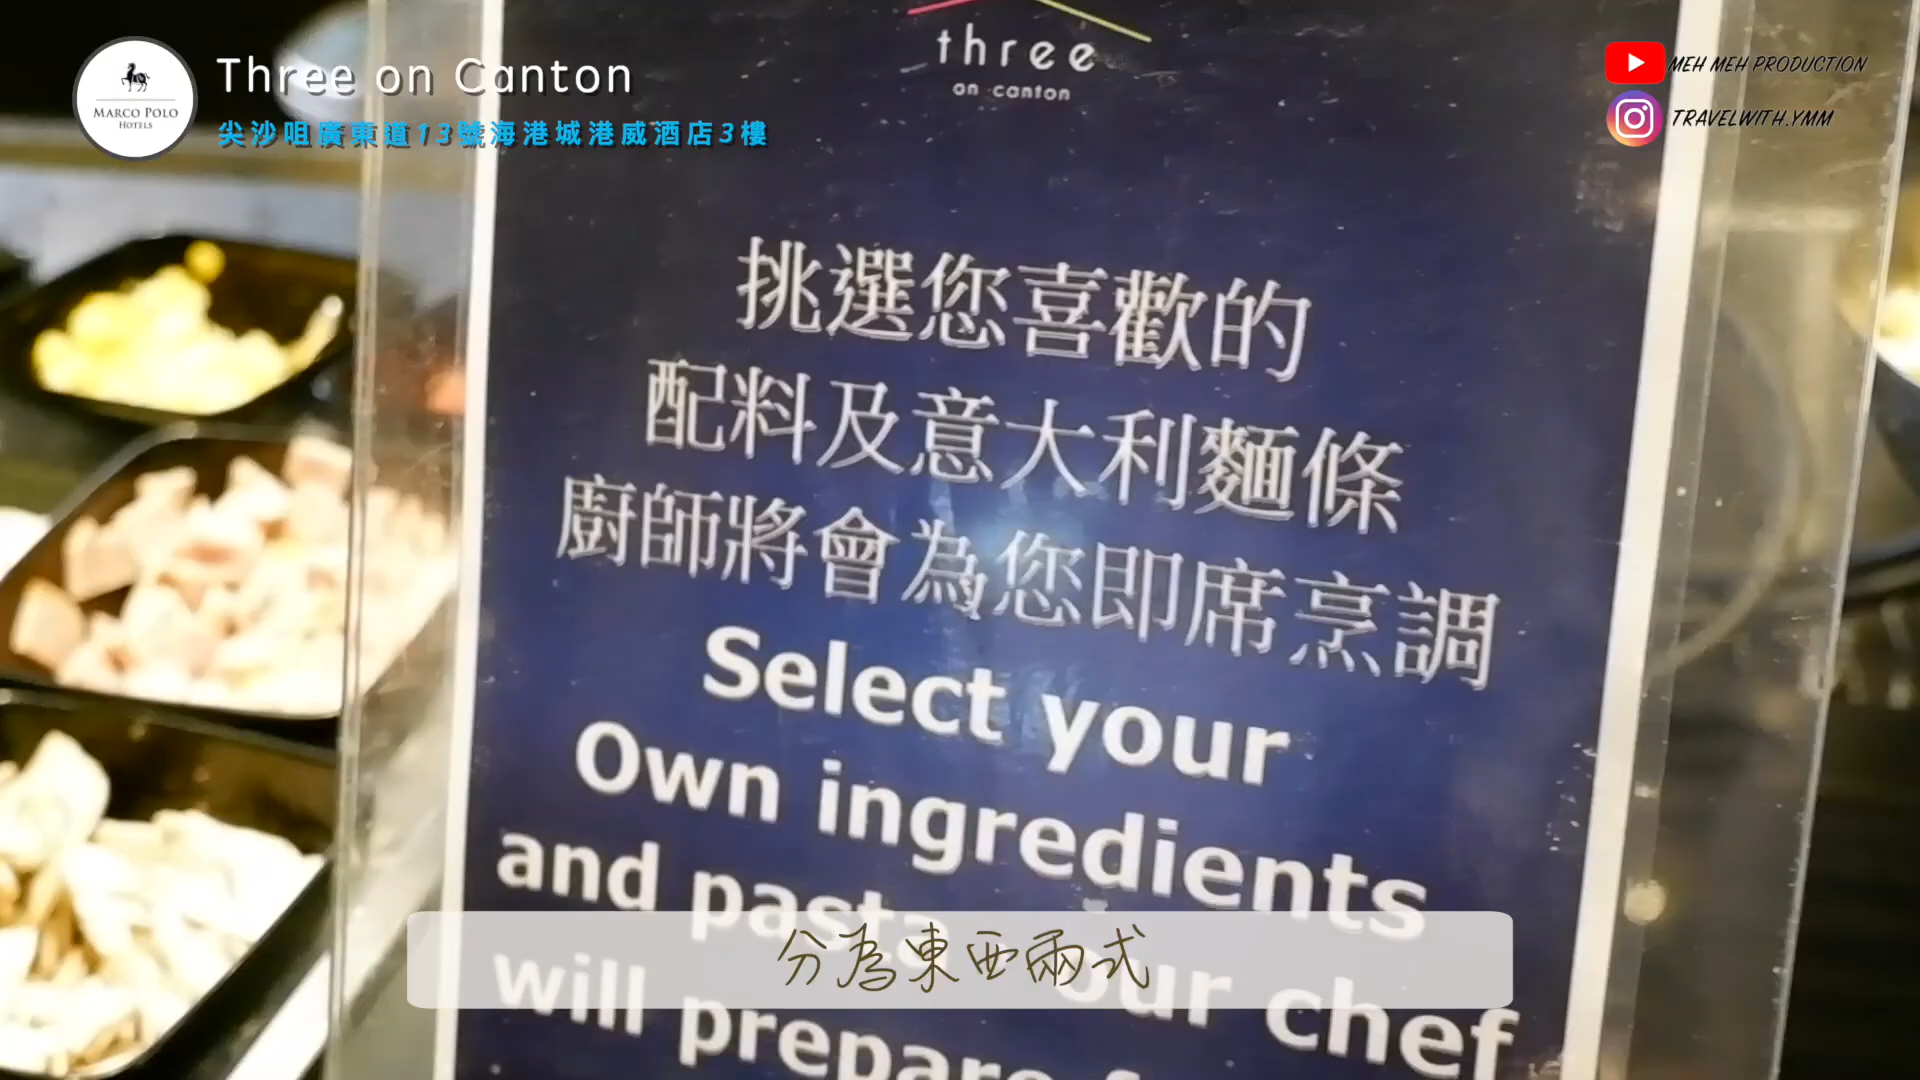 MARCO POLO
HOTELS
Three on Canton
尖沙咀廣東道13號海港城港威酒店3樓
MEH MEH PRODUCTION
TRAVELWITH.YMM
three
on canton
挑選您喜歡的
配料及意大利麵條
廚師將會為您即席烹調
Select your
Own ingredients
and pasta our chef
will prepare
分為東西兩式